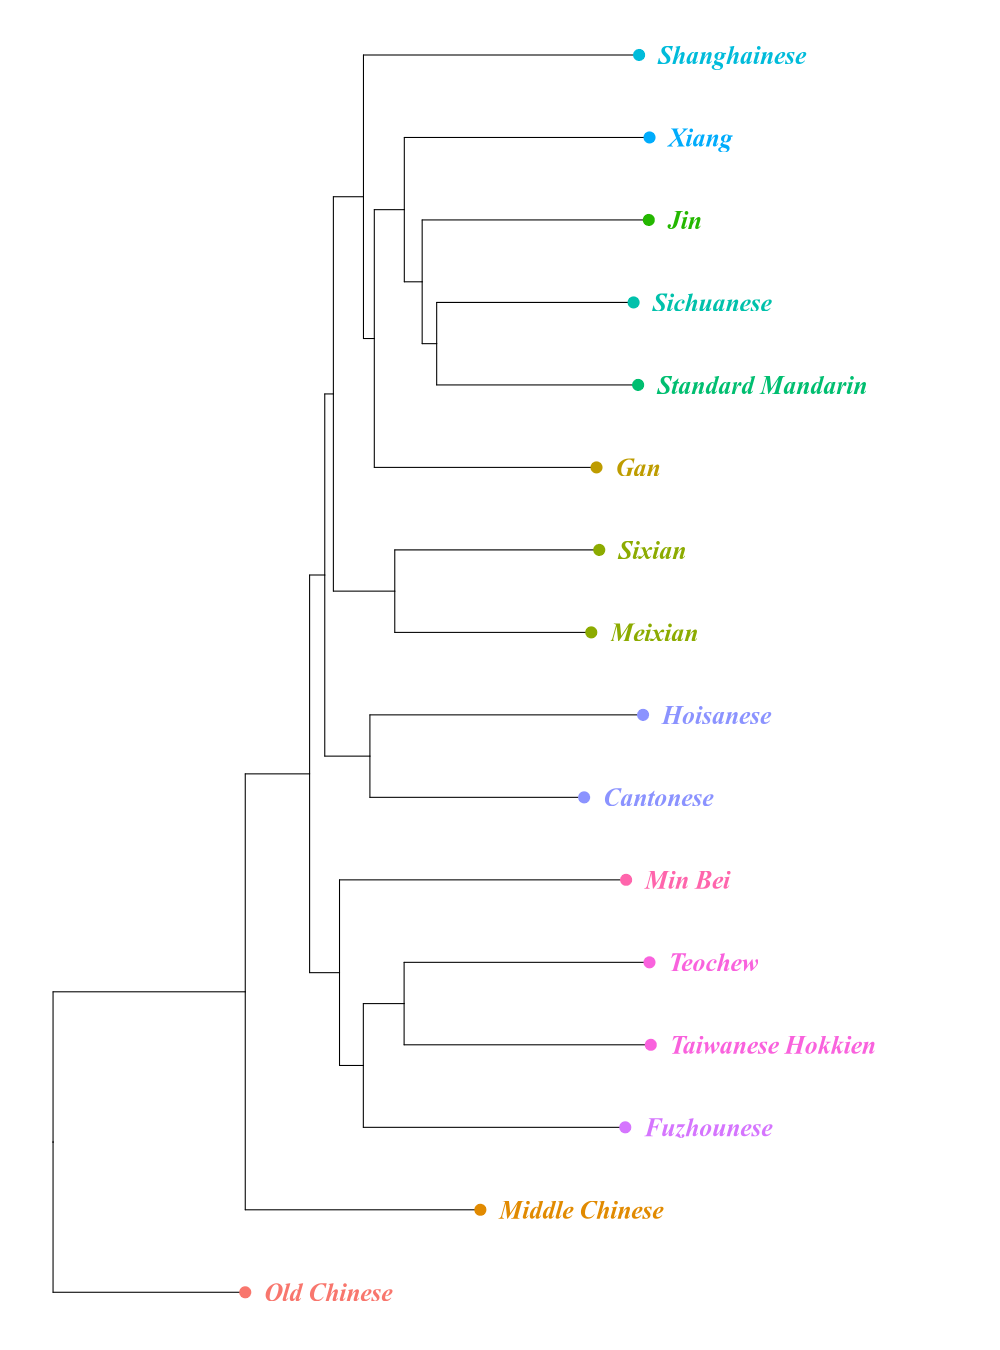 Shanghainese
Xiang
Jin
Sichuanese
Standard Mandarin
Gan
Sixian
Meixian
Hoisanese
Cantonese
Min Bei
Teochew
Taiwanese Hokkien
Fuzhounese
Middle Chinese
Old Chinese